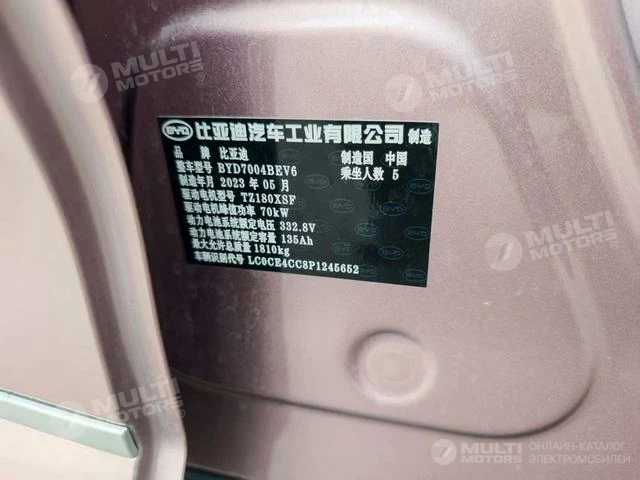 MULTI MOTORS
MULTI MOTORS
BYD 比亚迪汽车工业有限公司 制造
品 牌 比亚迪 制造国 中国
整车型号 BYD7004BEV6 乘坐人数 5
制造年月 2023 年 05 月
驱动电机型号 TZ180XSF
驱动电机峰值功率 70kW
动力电池系统额定电压 332.8V
动力电池系统额定容量 135Ah
最大允许总质量 1810kg
车辆识别代号 LC0CE4CC8P1245652
MULTI MOTORS
MULTI MOTORS
MULTI MOTORS
ОНЛАЙН-КАТАЛОГ
ЭЛЕКТРОМОБИЛЕЙ